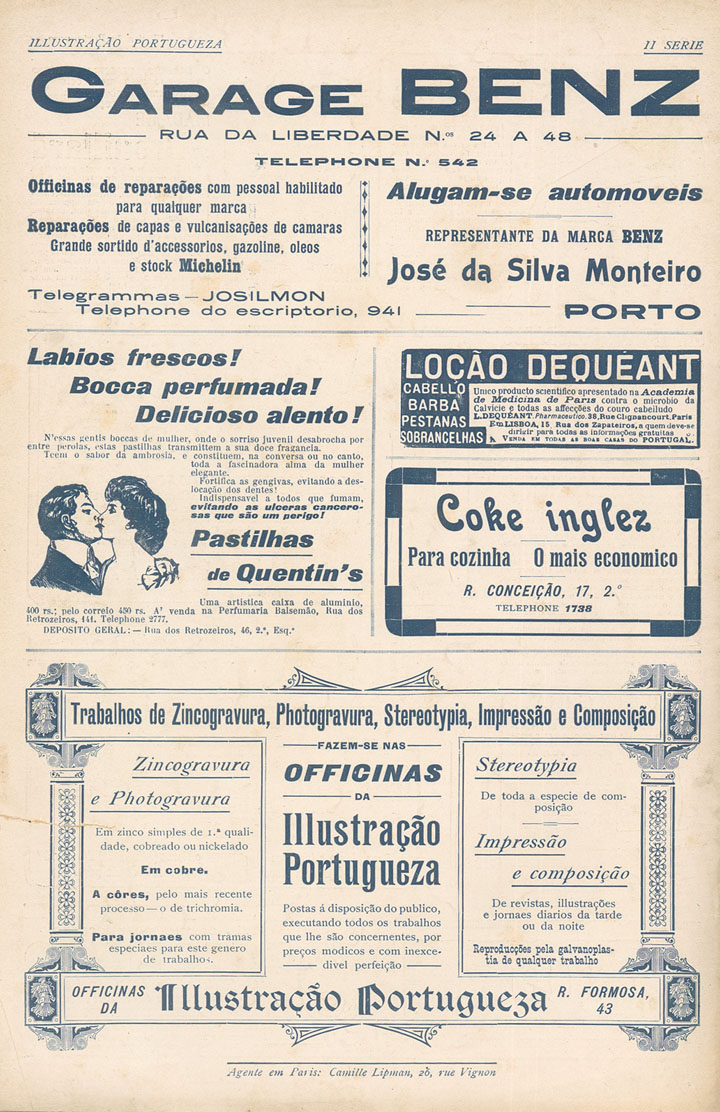 ILLUSTRAÇÃO PORTUGUEZA
II SERIE
GARAGE BENZ
RUA DA LIBERDADE N.os 24 A 48
TELEPHONE N.º 542
Officinas de reparações com pessoal habilitado
para qualquer marca
Reparações de capas e vulcanisações de camaras
Grande sortido d'accessorios, gazoline, oleos
e stock Michelin
Telegrammas — JOSILMON
Telephone do escriptorio, 941
Alugam-se automoveis
REPRESENTANTE DA MARCA BENZ
José da Silva Monteiro
PORTO
Labios frescos!
Bocca perfumada!
Delicioso alento!
N'essas gentis boccas de mulher, onde o sorriso juvenil desabrocha por
entre perolas, estas pastilhas transmittem a sua doce fragancia.
Teem o sabor da ambrosia, e constituem, na conversa ou no canto,
toda a fascinadora alma da mulher
elegante.
Fortifica as gengivas, evitando a des-
locação dos dentes!
Indispensavel a todos que fumam,
evitando as ulceras cancero-
sas que são um perigo!
Pastilhas
de Quentin's
Uma artistica caixa de aluminio,
400 rs.; pelo correio 430 rs. A' venda na Perfumaria Balsemão, Rua dos
Retrozeiros, 141. Telephone 2777.
DEPOSITO GERAL: — Rua dos Retrozeiros, 46, 2.º, Esq.º
LOÇÃO DEQUÉANT
CABELLO
BARBA
PESTANAS
SOBRANCELHAS
Unico producto scientifico apresentado na Academia
de Medicina de Paris contra o microbio da
Calvicie e todas as affecções do couro cabelludo
L. DEQUÉANT, Pharmaceutico, 38, Rue Clignancourt, Paris
Em LISBOA, 15 Rua dos Zapateiros, a quem deve-se
dirigir para todas as informações gratuitas
A VENDA EM TODAS AS BOAS CASAS DO PORTUGAL.
Coke inglez
Para cozinha O mais economico
R. CONCEIÇÃO, 17, 2.º
TELEPHONE 1738
Trabalhos de Zincogravura, Photogravura, Stereotypia, Impressão e Composição
Zincogravura
e Photogravura
Em zinco simples de 1.ª quali-
dade, cobreado ou nickelado
Em cobre.
A côres, pelo mais recente
processo — o de trichromia.
Para jornaes com tramas
especiaes para este genero
de trabalhos.
FAZEM-SE NAS
OFFICINAS
DA
Illustração
Portugueza
Postas á disposição do publico,
executando todos os trabalhos
que lhe são concernentes, por
preços modicos e com inexce-
divel perfeição
Stereotypia
De toda a especie de com-
posição
Impressão
e composição
De revistas, illustrações
e jornaes diarios da tarde
ou da noite
Reproducções pela galvanoplas-
tia de qualquer trabalho
OFFICINAS
DA
Illustração Portugueza
R. FORMOSA,
43
Agente em Paris: Camille Lipman, 26, rue Vignon